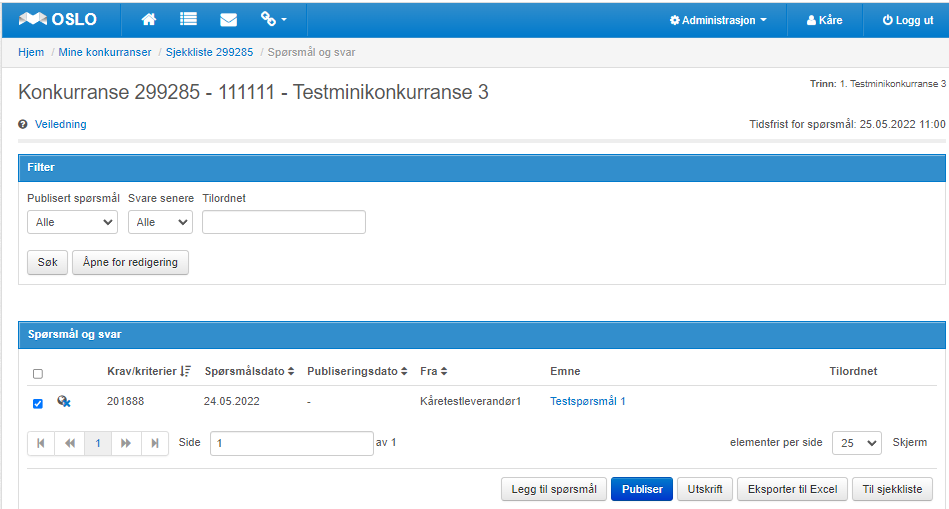 OSLO Administrasjon Kåre Logg ut
Hjem / Mine konkurranser / Sjekkliste 299285 / Spørsmål og svar
Trinn: 1. Testminikonkurranse 3
Konkurranse 299285 - 111111 - Testminikonkurranse 3
Veiledning
Tidsfrist for spørsmål: 25.05.2022 11:00
Filter
Publisert spørsmål Svare senere Tilordnet
Alle Alle
Søk Åpne for redigering
Spørsmål og svar
Krav/kriterier Spørsmålsdato Publiseringsdato Fra Emne Tilordnet
201888 24.05.2022 - Kåretestleverandør1 Testspørsmål 1
1 Side 1 av 1 elementer per side 25 Skjerm
Legg til spørsmål Publiser Utskrift Eksporter til Excel Til sjekkliste